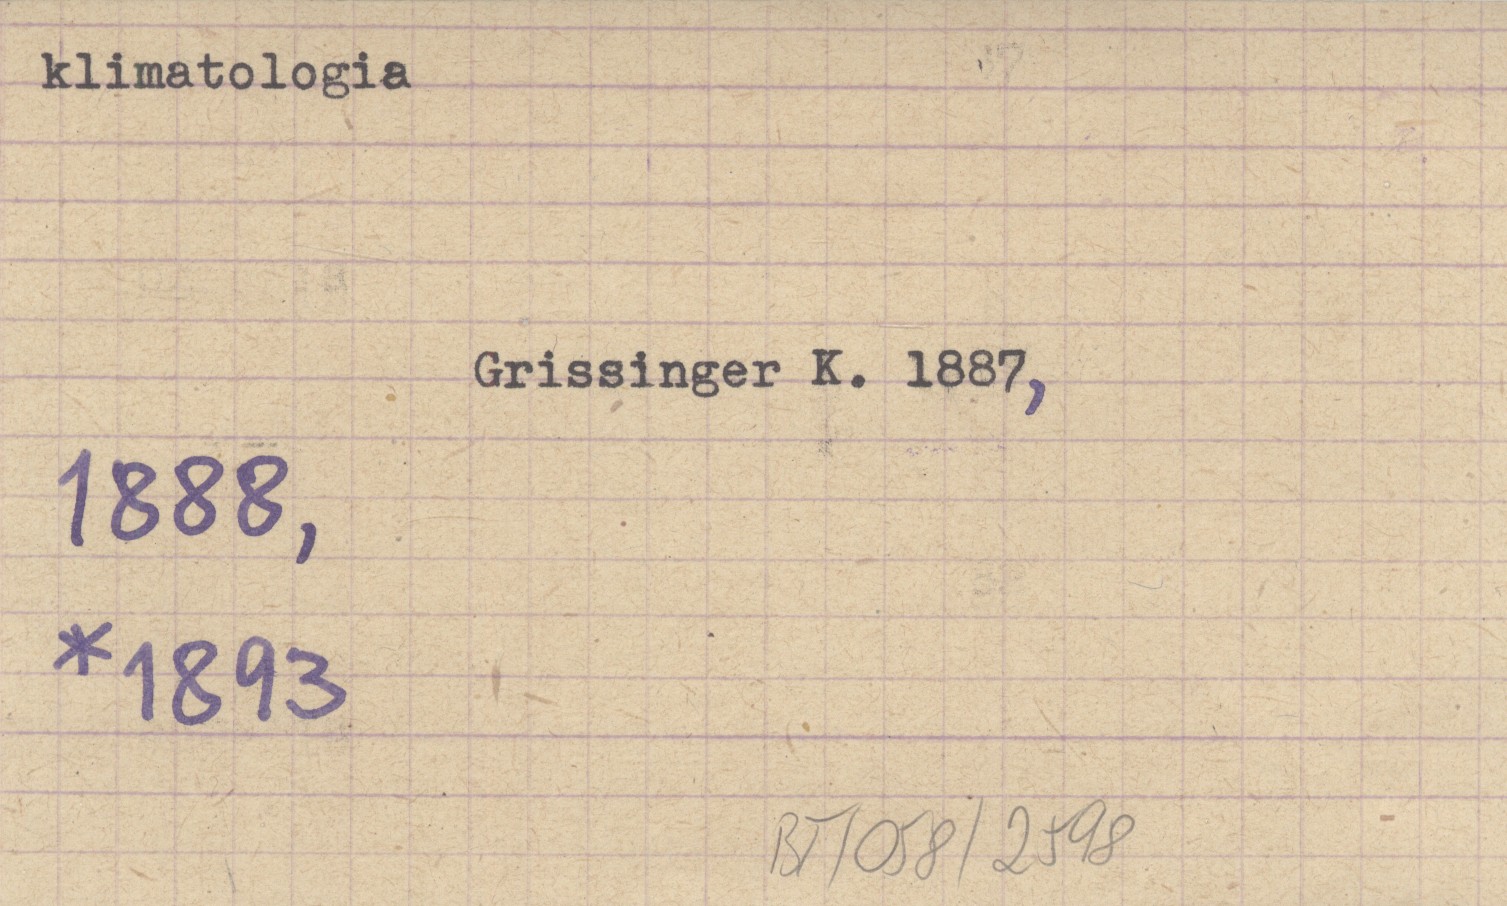 klimatologia
Grissinger K. 1887,
1888,
*1893
BT/058/2598